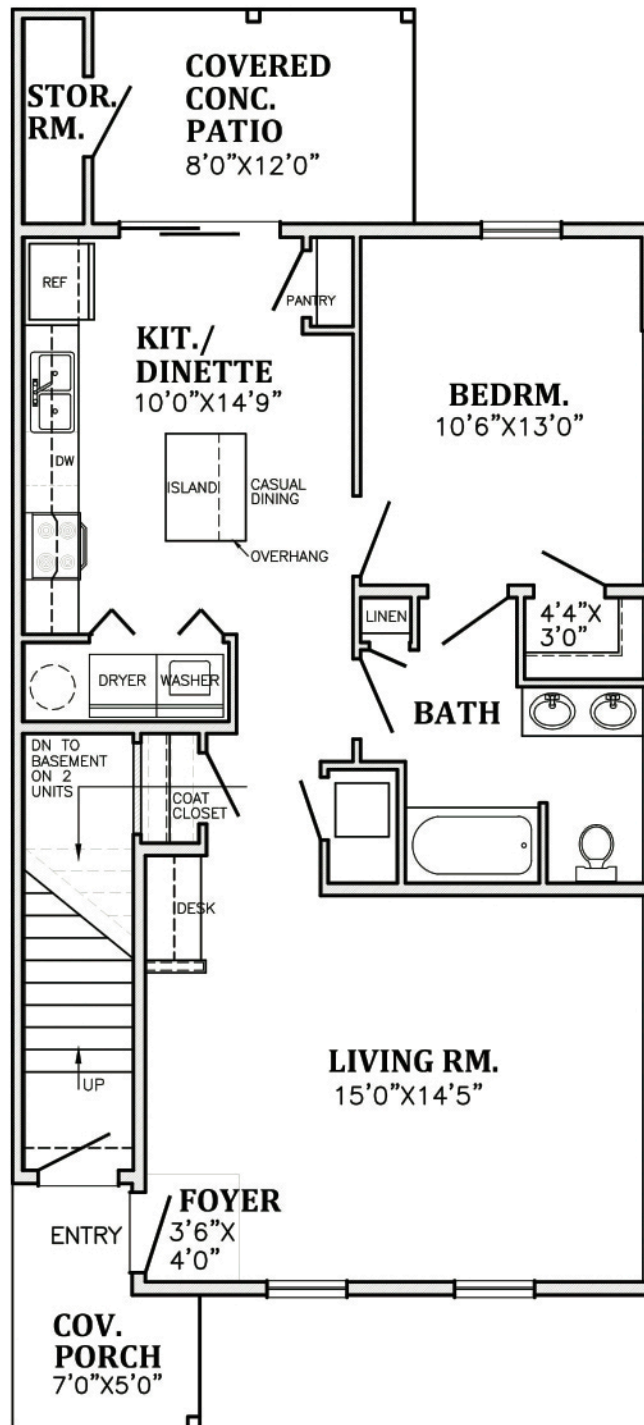 STOR.
RM.
COVERED
CONC.
PATIO
8'0"X12'0"
REF
PANTRY
KIT./
DINETTE
10'0"X14'9"
BEDRM.
10'6"X13'0"
DW
ISLAND
CASUAL
DINING
OVERHANG
LINEN
4'4"X
3'0"
DRYER
WASHER
BATH
DN TO
BASEMENT
ON 2
UNITS
COAT
CLOSET
DESK
LIVING RM.
15'0"X14'5"
UP
FOYER
3'6"X
4'0"
ENTRY
COV.
PORCH
7'0"X5'0"